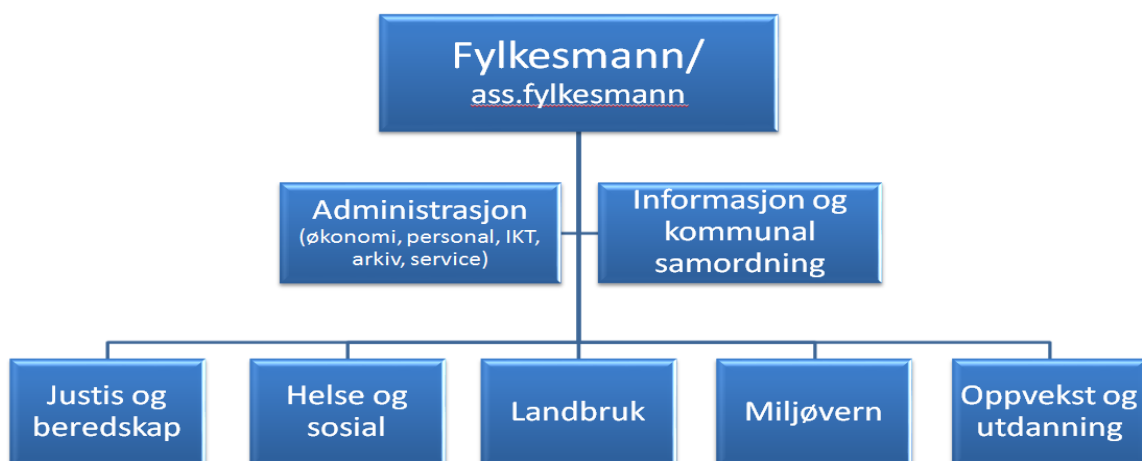 Fylkesmann/
ass.fylkesmann
Administrasjon
(økonomi, personal, IKT,
arkiv, service)
Informasjon og
kommunal
samordning
Justis og
beredskap
Helse og
sosial
Landbruk
Miljøvern
Oppvekst og
utdanning